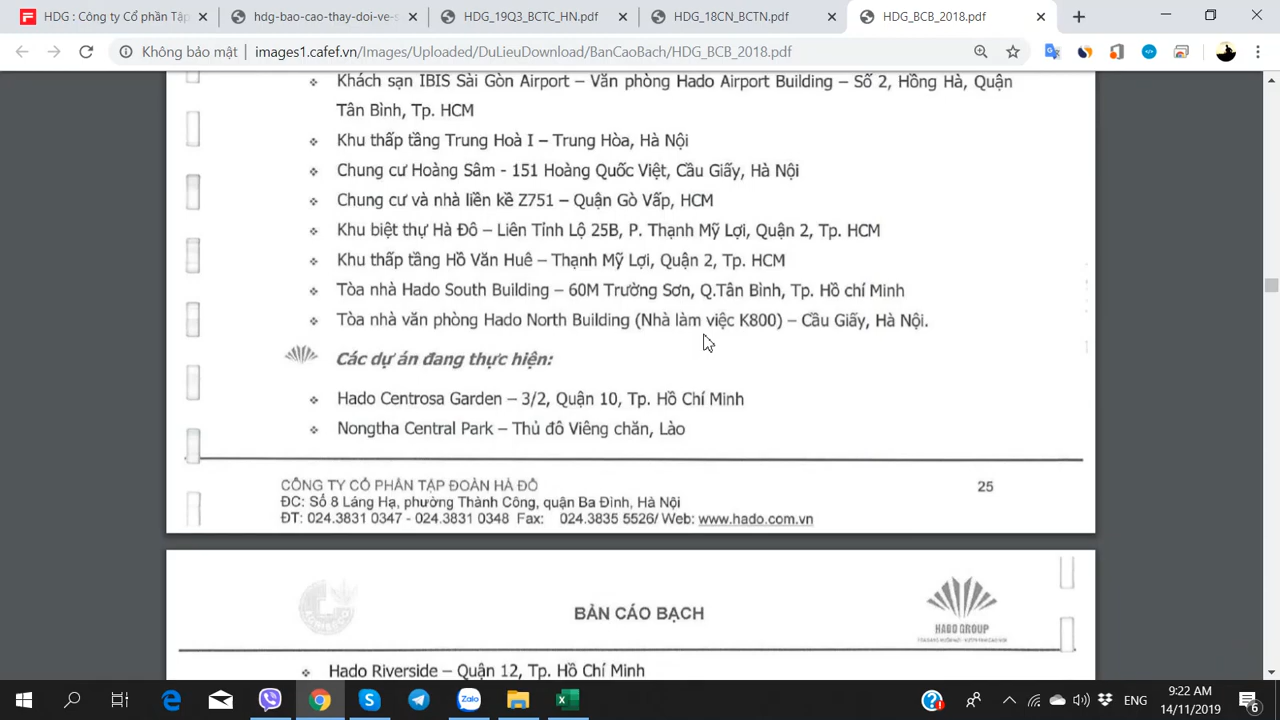 HDG : Công ty Cổ phần Tập
hdg-bao-cao-thay-doi-ve-s
HDG_19Q3_BCTC_HN.pdf
HDG_18CN_BCTN.pdf
HDG_BCB_2018.pdf
Không bảo mật
images1.cafef.vn/Images/Uploaded/DuLieuDownload/BanCaoBach/HDG_BCB_2018.pdf
Khách sạn IBIS Sài Gòn Airport – Văn phòng Hado Airport Building – Số 2, Hồng Hà, Quận
Tân Bình, Tp. HCM
Khu thấp tầng Trung Hoà I – Trung Hòa, Hà Nội
Chung cư Hoàng Sâm - 151 Hoàng Quốc Việt, Cầu Giấy, Hà Nội
Chung cư và nhà liền kề Z751 – Quận Gò Vấp, HCM
Khu biệt thự Hà Đô – Liên Tỉnh Lộ 25B, P. Thạnh Mỹ Lợi, Quận 2, Tp. HCM
Khu thấp tầng Hồ Văn Huê – Thạnh Mỹ Lợi, Quận 2, Tp. HCM
Tòa nhà Hado South Building – 60M Trường Sơn, Q.Tân Bình, Tp. Hồ chí Minh
Tòa nhà văn phòng Hado North Building (Nhà làm việc K800) – Cầu Giấy, Hà Nội.
Các dự án đang thực hiện:
Hado Centrosa Garden – 3/2, Quận 10, Tp. Hồ Chí Minh
Nongtha Central Park – Thủ đô Viêng chăn, Lào
CÔNG TY CỔ PHẦN TẬP ĐOÀN HÀ ĐÔ
25
ĐC: Số 8 Láng Hạ, phường Thành Công, quận Ba Đình, Hà Nội
ĐT: 024.3831 0347 - 024.3831 0348 Fax: 024.3835 5526/ Web: www.hado.com.vn
BẢN CÁO BẠCH
HADO GROUP
Hado Riverside – Quận 12, Tp. Hồ Chí Minh
Zalo
ENG
9:22 AM
14/11/2019
6